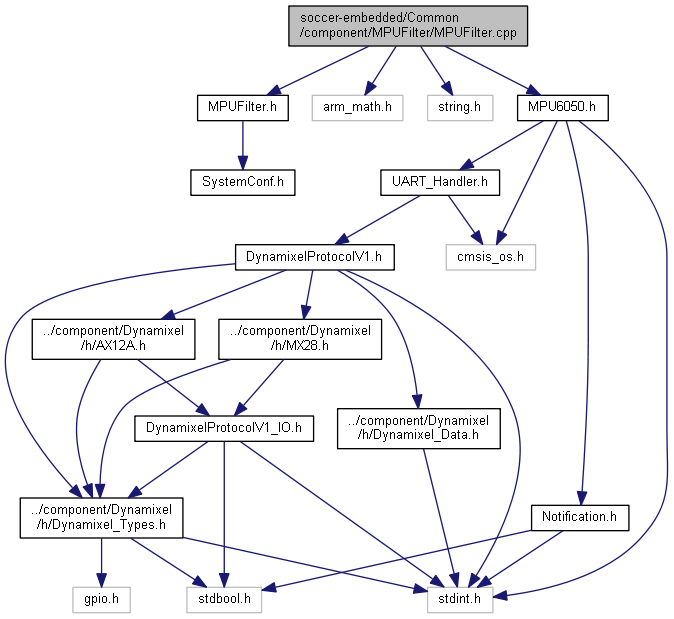 soccer-embedded/Common
/component/MPUFilter/MPUFilter.cpp
MPUFilter.h
arm_math.h
string.h
MPU6050.h
SystemConf.h
UART_Handler.h
DynamixelProtocolV1.h
cmsis_os.h
../component/Dynamixel
/h/AX12A.h
../component/Dynamixel
/h/MX28.h
DynamixelProtocolV1_IO.h
../component/Dynamixel
/h/Dynamixel_Data.h
../component/Dynamixel
/h/Dynamixel_Types.h
Notification.h
gpio.h
stdbool.h
stdint.h